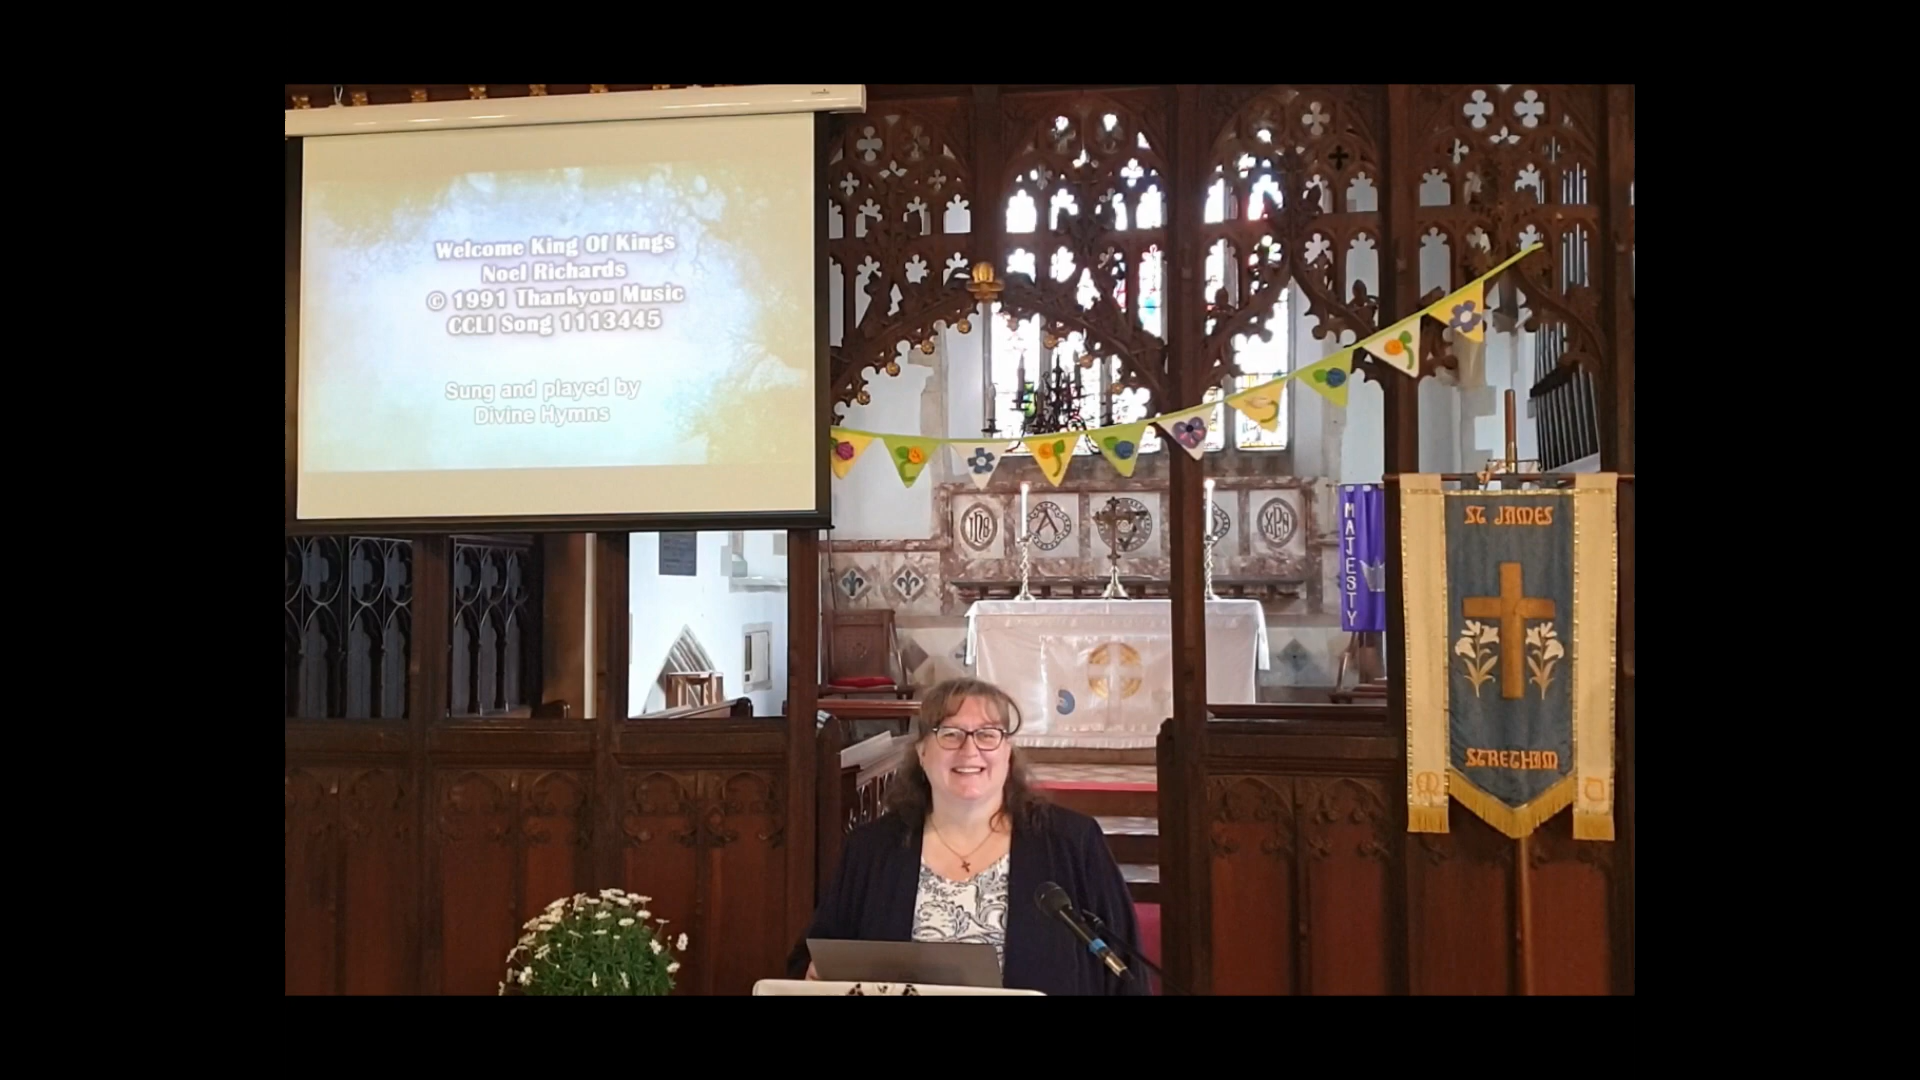 Welcome King Of Kings
Noel Richards
© 1991 Thankyou Music
CCLI Song 1113445
Sung and played by
Divine Hymns
MAJESTY
ST JAMES
STRETHAM